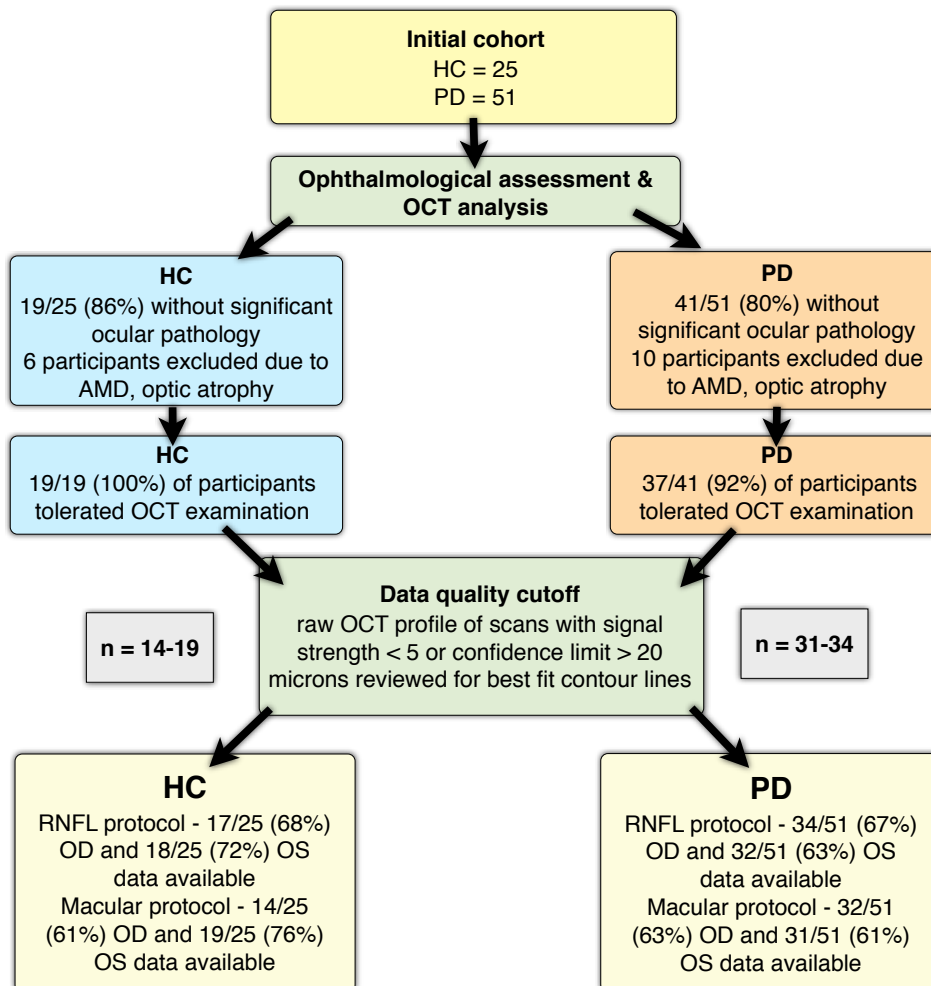 Initial cohort
HC = 25
PD = 51
Ophthalmological assessment &
OCT analysis
HC
19/25 (86%) without significant
ocular pathology
6 participants excluded due to
AMD, optic atrophy
PD
41/51 (80%) without
significant ocular pathology
10 participants excluded due
to AMD, optic atrophy
HC
19/19 (100%) of participants
tolerated OCT examination
PD
37/41 (92%) of participants
tolerated OCT examination
Data quality cutoff
raw OCT profile of scans with signal
strength < 5 or confidence limit > 20
microns reviewed for best fit contour lines
n = 14-19
n = 31-34
HC
RNFL protocol - 17/25 (68%)
OD and 18/25 (72%) OS
data available
Macular protocol - 14/25
(61%) OD and 19/25 (76%)
OS data available
PD
RNFL protocol - 34/51 (67%)
OD and 32/51 (63%) OS
data available
Macular protocol - 32/51
(63%) OD and 31/51 (61%)
OS data available